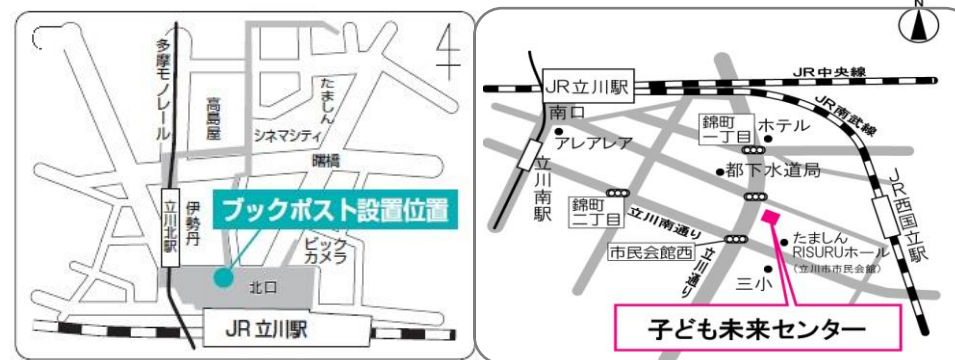 多摩モノレール
高島屋
たましん
シネマシティ
曙橋
立川北駅
伊勢丹
ブックポスト設置位置
ビック
カメラ
北口
JR立川駅
N
JR中央線
JR立川駅
JR南武線
南口
アレアレア
錦町
一丁目
ホテル
都下水道局
立川南駅
錦町
二丁目
立川南通り
JR西国立駅
市民会館西
立川通り
たましん
RISURUホール
(立川市市民会館)
三小
子ども未来センター